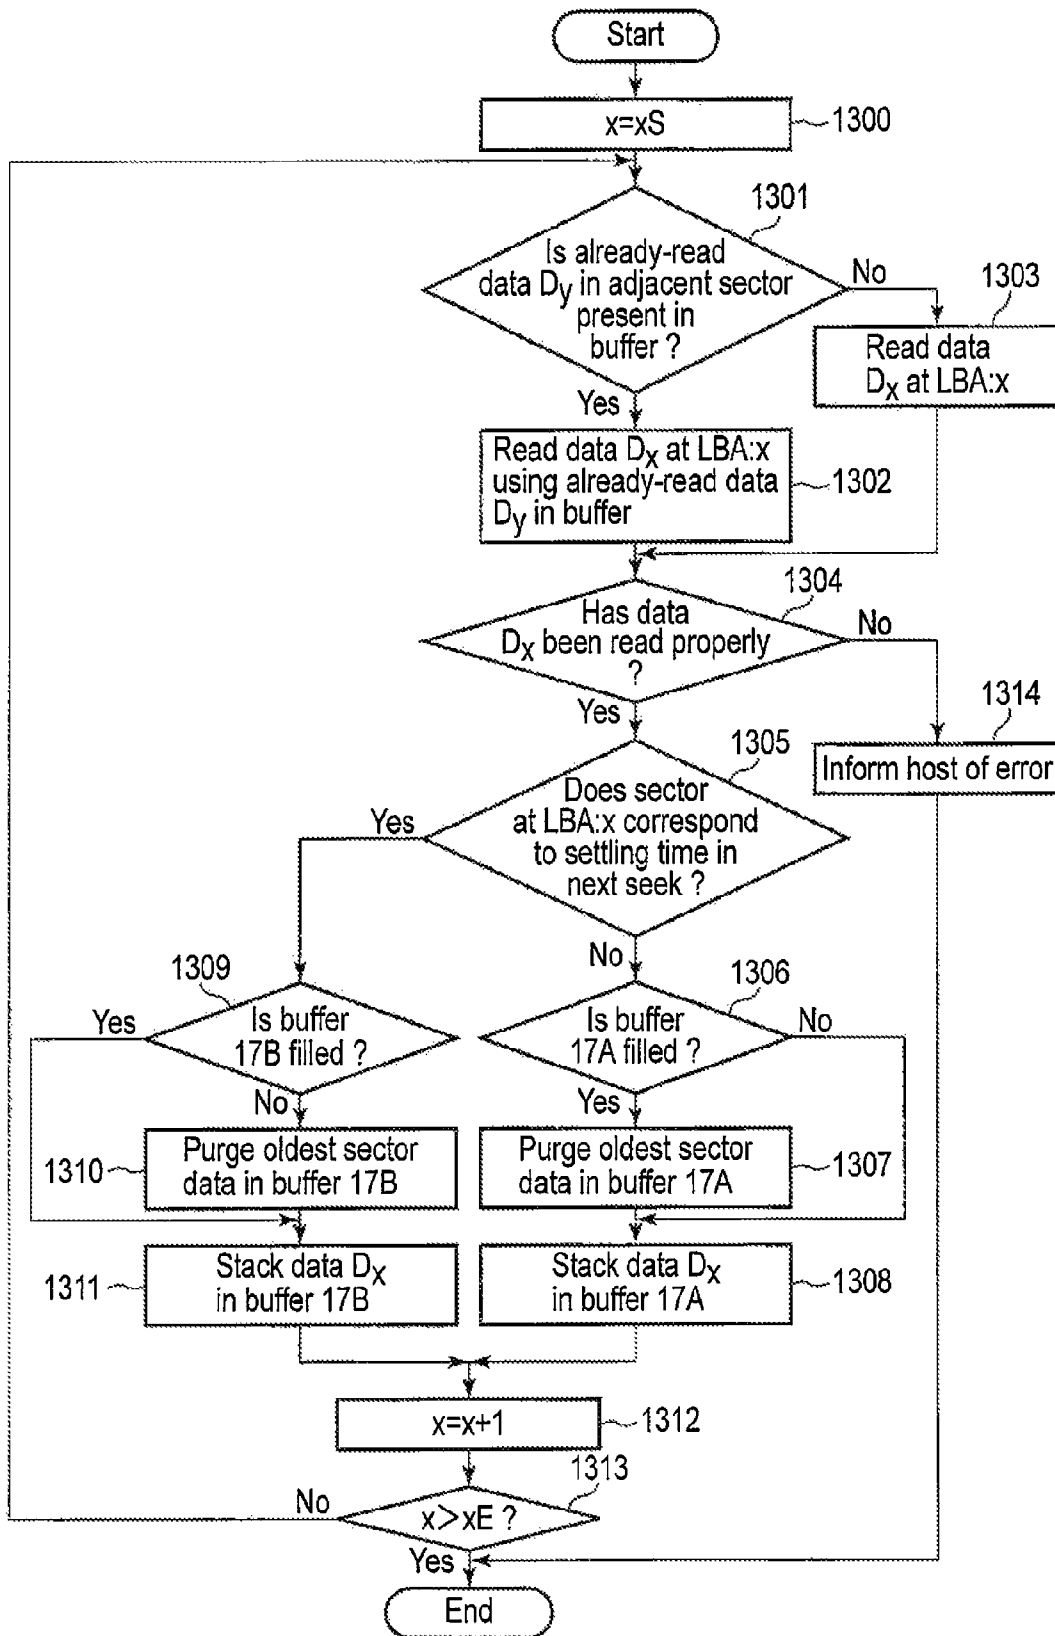 Start
x=xS
1300
1301
Is already-read
data Dy in adjacent sector
present in
buffer ?
No
1303
Read data
Dx at LBA:x
Yes
Read data Dx at LBA:x
using already-read data
Dy in buffer
1302
1304
Has data
Dx been read properly
?
No
Yes
1314
Inform host of error
1305
Does sector
at LBA:x correspond
to settling time in
next seek ?
Yes
No
1309
Is buffer
17B filled ?
Yes
No
1306
Is buffer
17A filled ?
No
Yes
1310
Purge oldest sector
data in buffer 17B
Purge oldest sector
data in buffer 17A
1307
1311
Stack data Dx
in buffer 17B
Stack data Dx
in buffer 17A
1308
x=x+1
1312
1313
No
x>xE ?
Yes
End